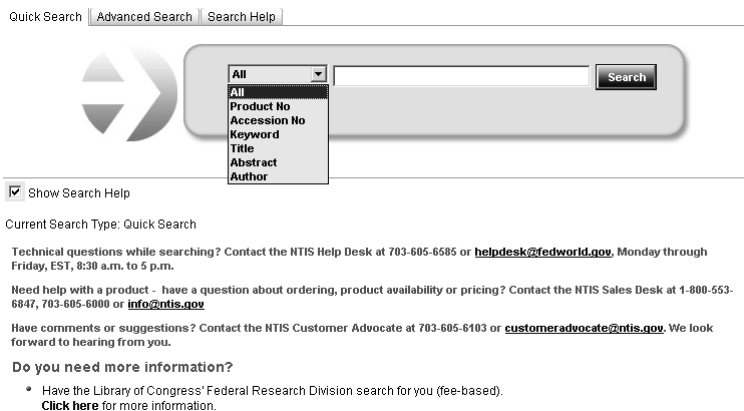 Quick Search Advanced Search Search Help
All Search
All
Product No
Accession No
Keyword
Title
Abstract
Author
Show Search Help
Current Search Type: Quick Search
Technical questions while searching? Contact the NTIS Help Desk at 703-605-6585 or helpdesk@fedworld.gov, Monday through
Friday, EST, 8:30 a.m. to 5 p.m.
Need help with a product - have a question about ordering, product availability or pricing? Contact the NTIS Sales Desk at 1-800-553-
6847, 703-605-6000 or info@ntis.gov
Have comments or suggestions? Contact the NTIS Customer Advocate at 703-605-6103 or customeradvocate@ntis.gov. We look
forward to hearing from you.
Do you need more information?
• Have the Library of Congress' Federal Research Division search for you (fee-based).
Click here for more information.